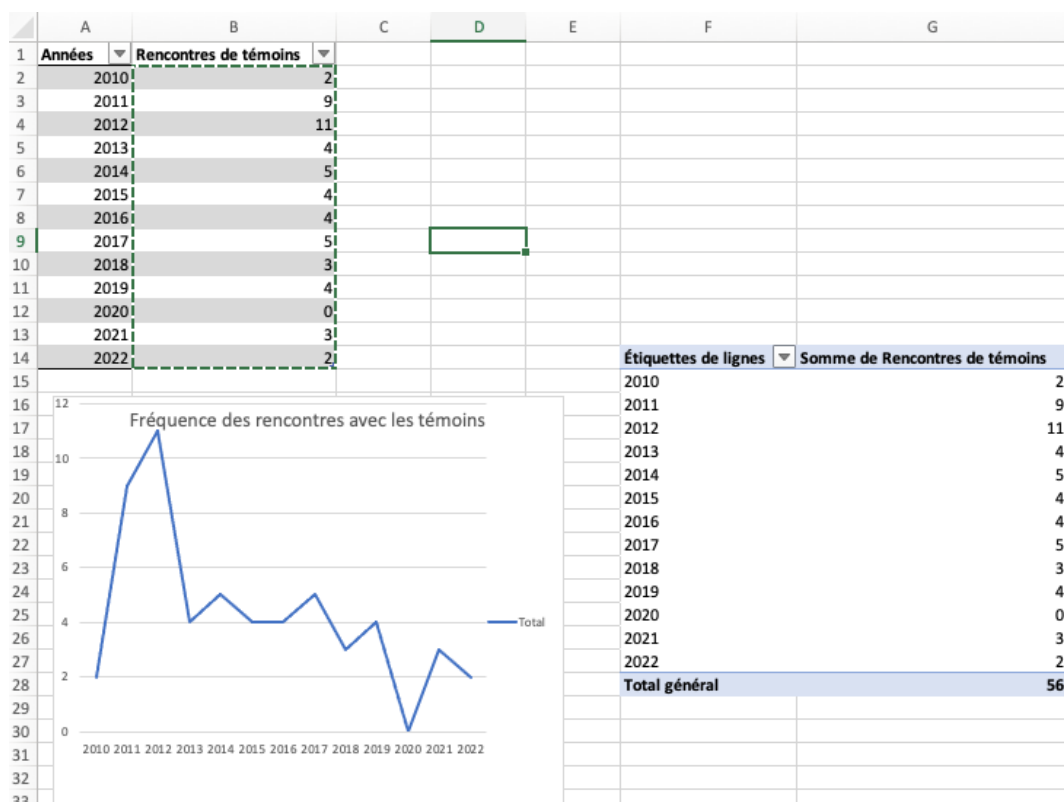 A B C D E F G
1 Années Rencontres de témoins
2 2010 2
3 2011 9
4 2012 11
5 2013 4
6 2014 5
7 2015 4
8 2016 4
9 2017 5
10 2018 3
11 2019 4
12 2020 0
13 2021 3
14 2022 2 Étiquettes de lignes Somme de Rencontres de témoins
15 2010 2
16 2011 9
17 2012 11
18 2013 4
19 2014 5
20 2015 4
21 2016 4
22 2017 5
23 2018 3
24 2019 4
25 2020 0
26 2021 3
27 2022 2
28 Total général 56
29
30
31
32
33
Fréquence des rencontres avec les témoins
12
10
8
6
4
2
0
Total
2010 2011 2012 2013 2014 2015 2016 2017 2018 2019 2020 2021 2022